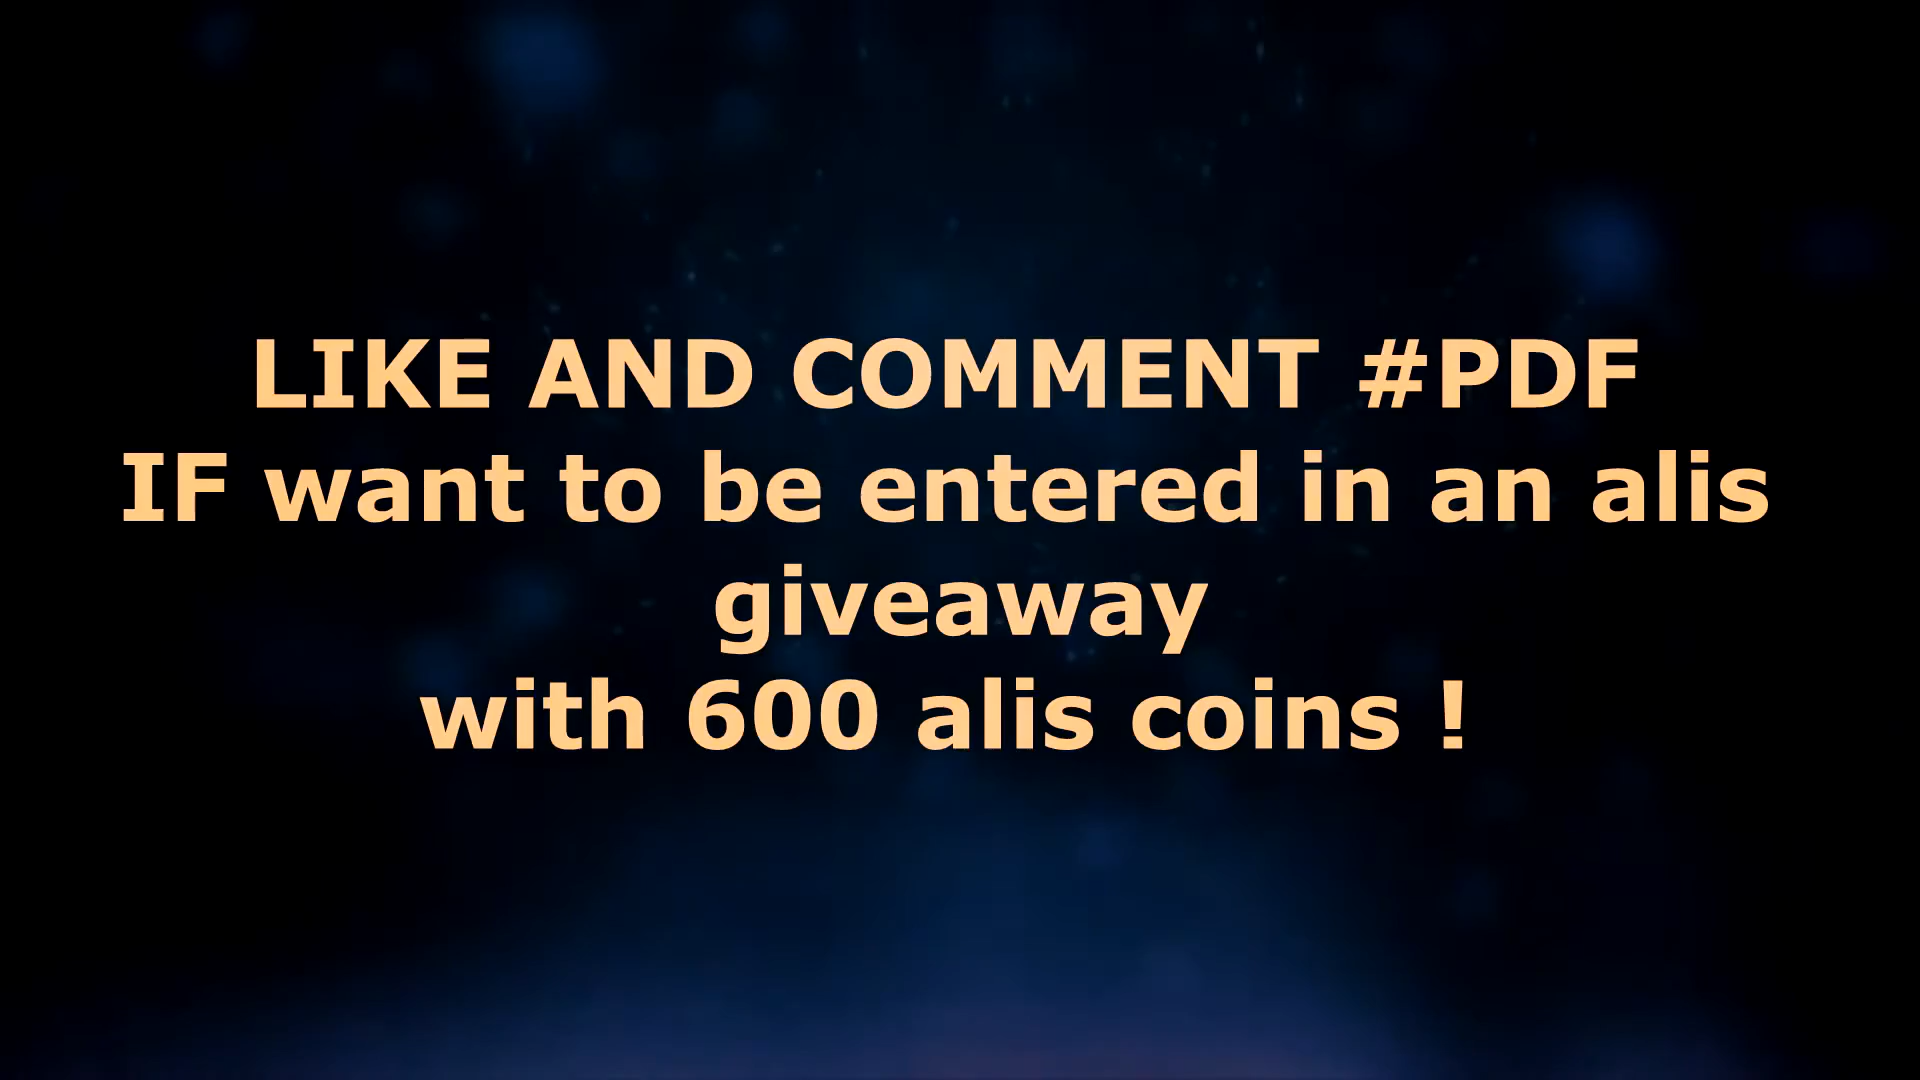 LIKE AND COMMENT #PDF
IF want to be entered in an alis
giveaway
with 600 alis coins !